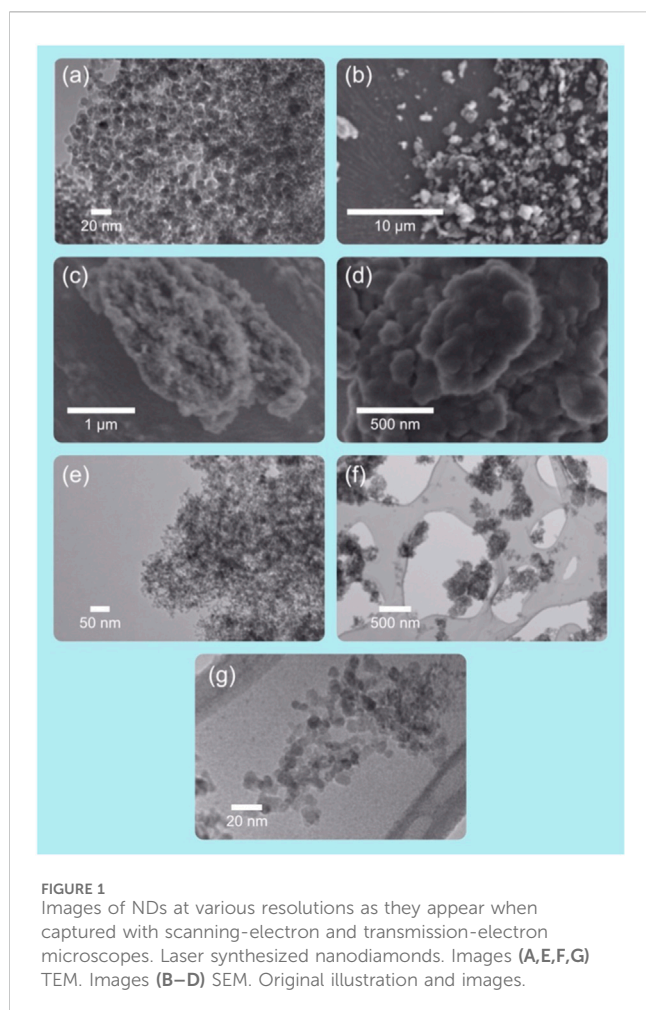 (a)
20 nm
(b)
10 µm
(c)
1 µm
(d)
500 nm
(e)
50 nm
(f)
500 nm
(g)
20 nm
FIGURE 1
Images of NDs at various resolutions as they appear when
captured with scanning-electron and transmission-electron
microscopes. Laser synthesized nanodiamonds. Images (A,E,F,G)
TEM. Images (B–D) SEM. Original illustration and images.